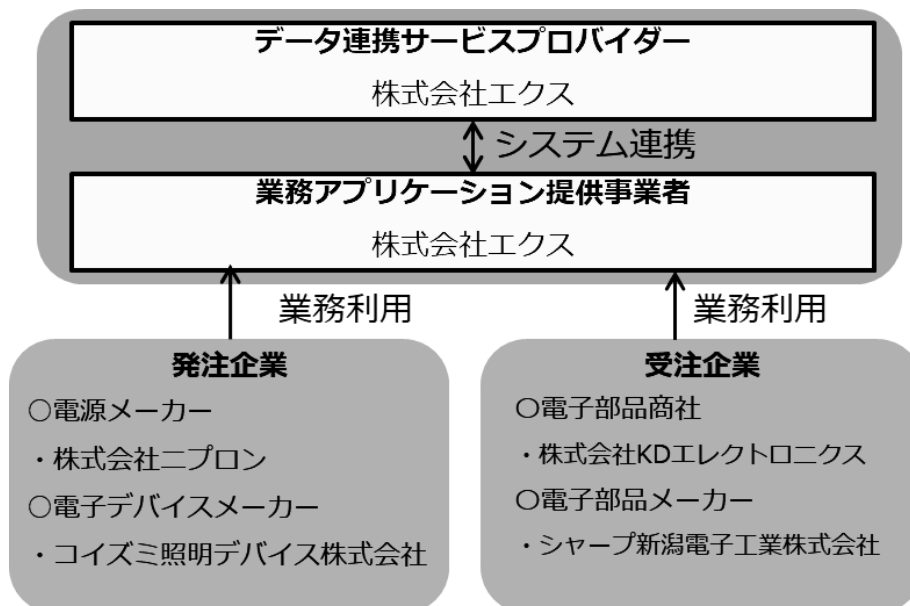 データ連携サービスプロバイダー
株式会社エクス
システム連携
業務アプリケーション提供事業者
株式会社エクス
業務利用
業務利用
発注企業
○電源メーカー
・株式会社ニプロン
○電子デバイスメーカー
・コイズミ照明デバイス株式会社
受注企業
○電子部品商社
・株式会社KDエレクトロニクス
○電子部品メーカー
・シャープ新潟電子工業株式会社